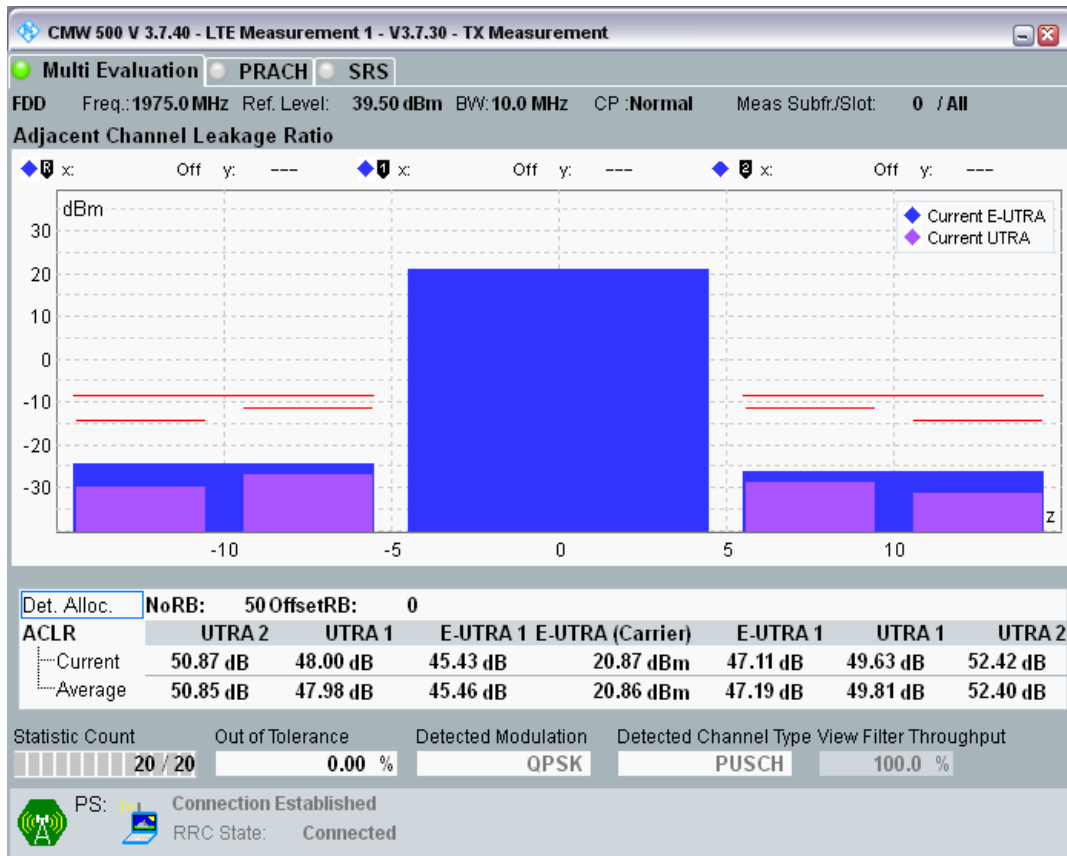 CMW 500 V 3.7.40 - LTE Measurement 1 - V3.7.30 - TX Measurement
Multi Evaluation PRACH SRS
FDD Freq.: 1975.0 MHz Ref. Level: 39.50 dBm BW: 10.0 MHz CP :Normal Meas Subfr./Slot: 0 / All
Adjacent Channel Leakage Ratio
R x: Off y: --- 1 x: Off y: --- 2 x: Off y: ---
dBm
Current E-UTRA
Current UTRA
30
20
10
0
-10
-20
-30
z
-10 -5 0 5 10
Det. Alloc. NoRB: 50 OffsetRB: 0
ACLR UTRA 2 UTRA 1 E-UTRA 1 E-UTRA (Carrier) E-UTRA 1 UTRA 1 UTRA 2
Current 50.87 dB 48.00 dB 45.43 dB 20.87 dBm 47.11 dB 49.63 dB 52.42 dB
Average 50.85 dB 47.98 dB 45.46 dB 20.86 dBm 47.19 dB 49.81 dB 52.40 dB
Statistic Count Out of Tolerance Detected Modulation Detected Channel Type View Filter Throughput
20 / 20 0.00 % QPSK PUSCH 100.0 %
PS: Connection Established
RRC State: Connected